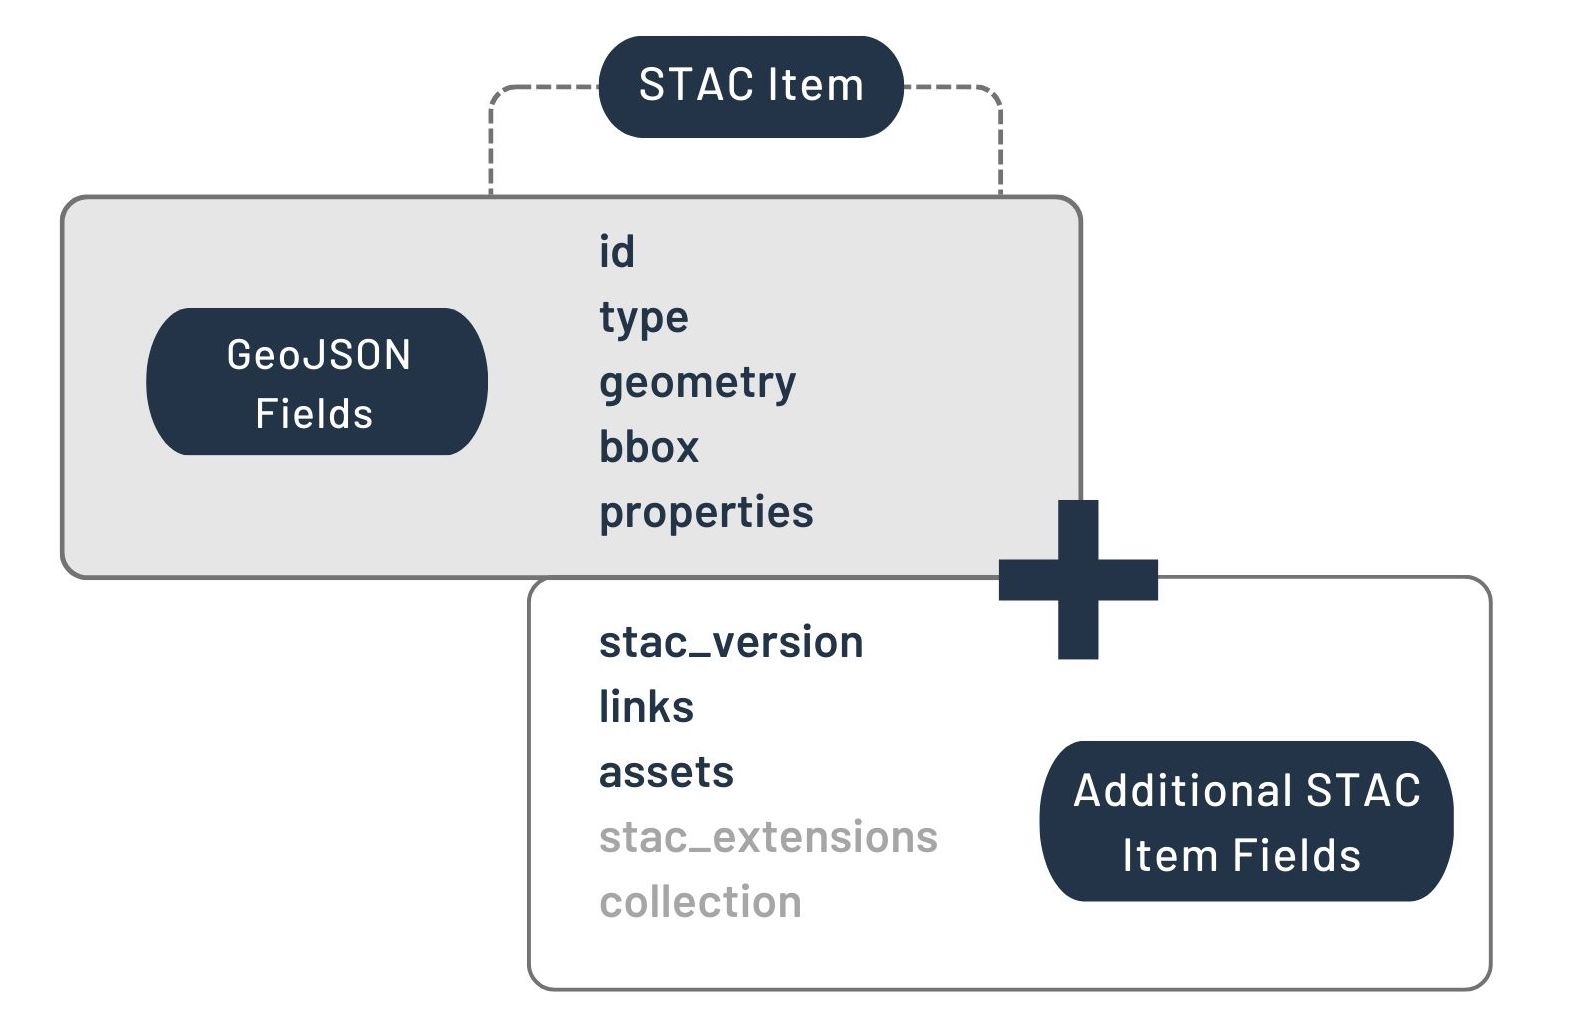 STAC Item
GeoJSON
Fields
id
type
geometry
bbox
properties
stac_version
links
assets
stac_extensions
collection
Additional STAC
Item Fields